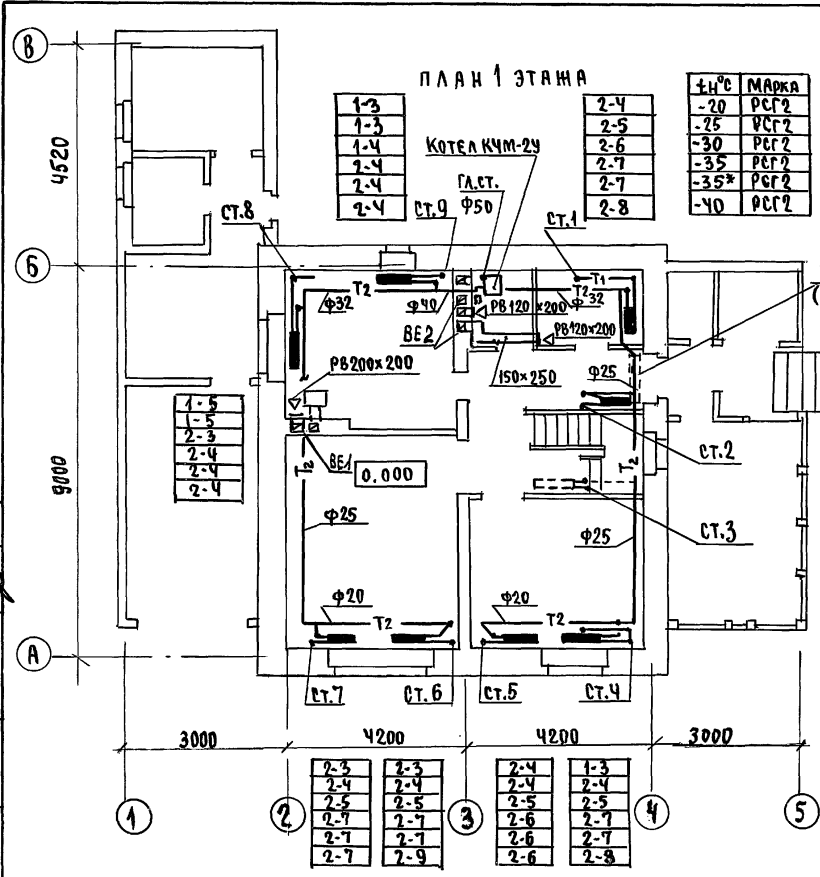 ПЛАН 1 ЭТАЖА
В
4520
Б
9000
А
1-3
1-3
1-4
2-4
2-4
2-4
КОТЕЛ КЧМ-2У
ГЛ.СТ.
Ф50
2-4
2-5
2-6
2-7
2-7
2-8
tн°C МАРКА
-20 РСГ2
-25 РСГ2
-30 РСГ2
-35 РСГ2
-35* РСГ2
-40 РСГ2
СТ.8
СТ.9
СТ.1
Т2
Т1
Т2
Ф32
Ф40
Ф32
РВ120×200
ВЕ2
РВ120×200
РВ200×200
150×250
Ф25
1-5
1-5
2-3
2-4
2-4
2-4
Т2
ВЕ1
0.000
Т2
СТ.2
СТ.3
Ф25
Ф25
Ф20
Т2
Ф20
Т2
СТ.7
СТ.6
СТ.5
СТ.4
3000
4200
4200
3000
1
2
3
4
5
2-3
2-4
2-5
2-7
2-7
2-7
2-3
2-4
2-5
2-7
2-7
2-9
2-4
2-4
2-5
2-6
2-6
2-6
1-3
2-4
2-5
2-7
2-7
2-8